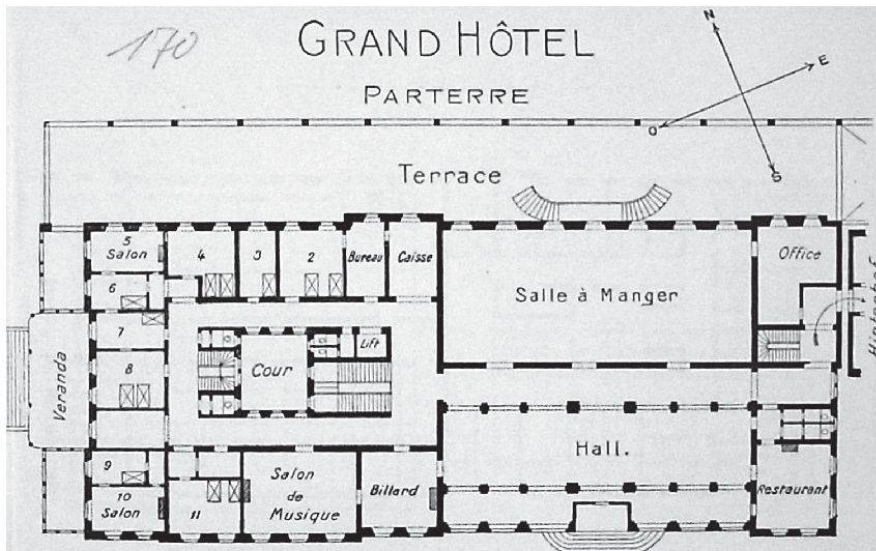 170
GRAND HÔTEL
PARTERRE
N
E
O
S
Terrace
5
Salon
4
3
2
Bureau
Caisse
Office
6
Salle à Manger
7
Lift
8
Cour
Veranda
Hall.
9
10
Salon
11
Salon
de
Musique
Billard
Restaurant